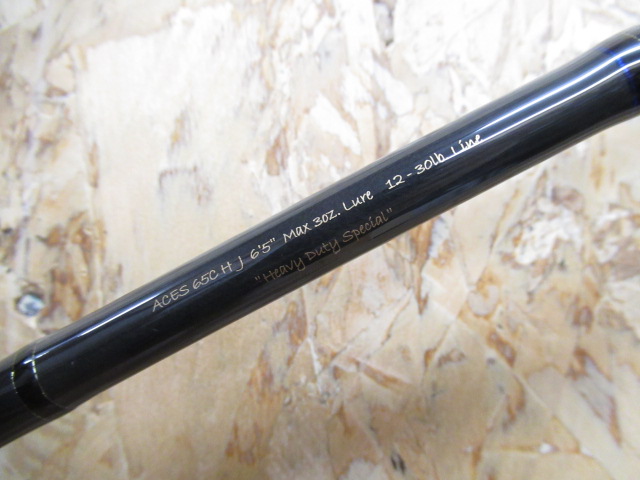 ACES 65C H J 6'5" Max 3oz. Lure 12-30lb Line
"Heavy Duty Special"